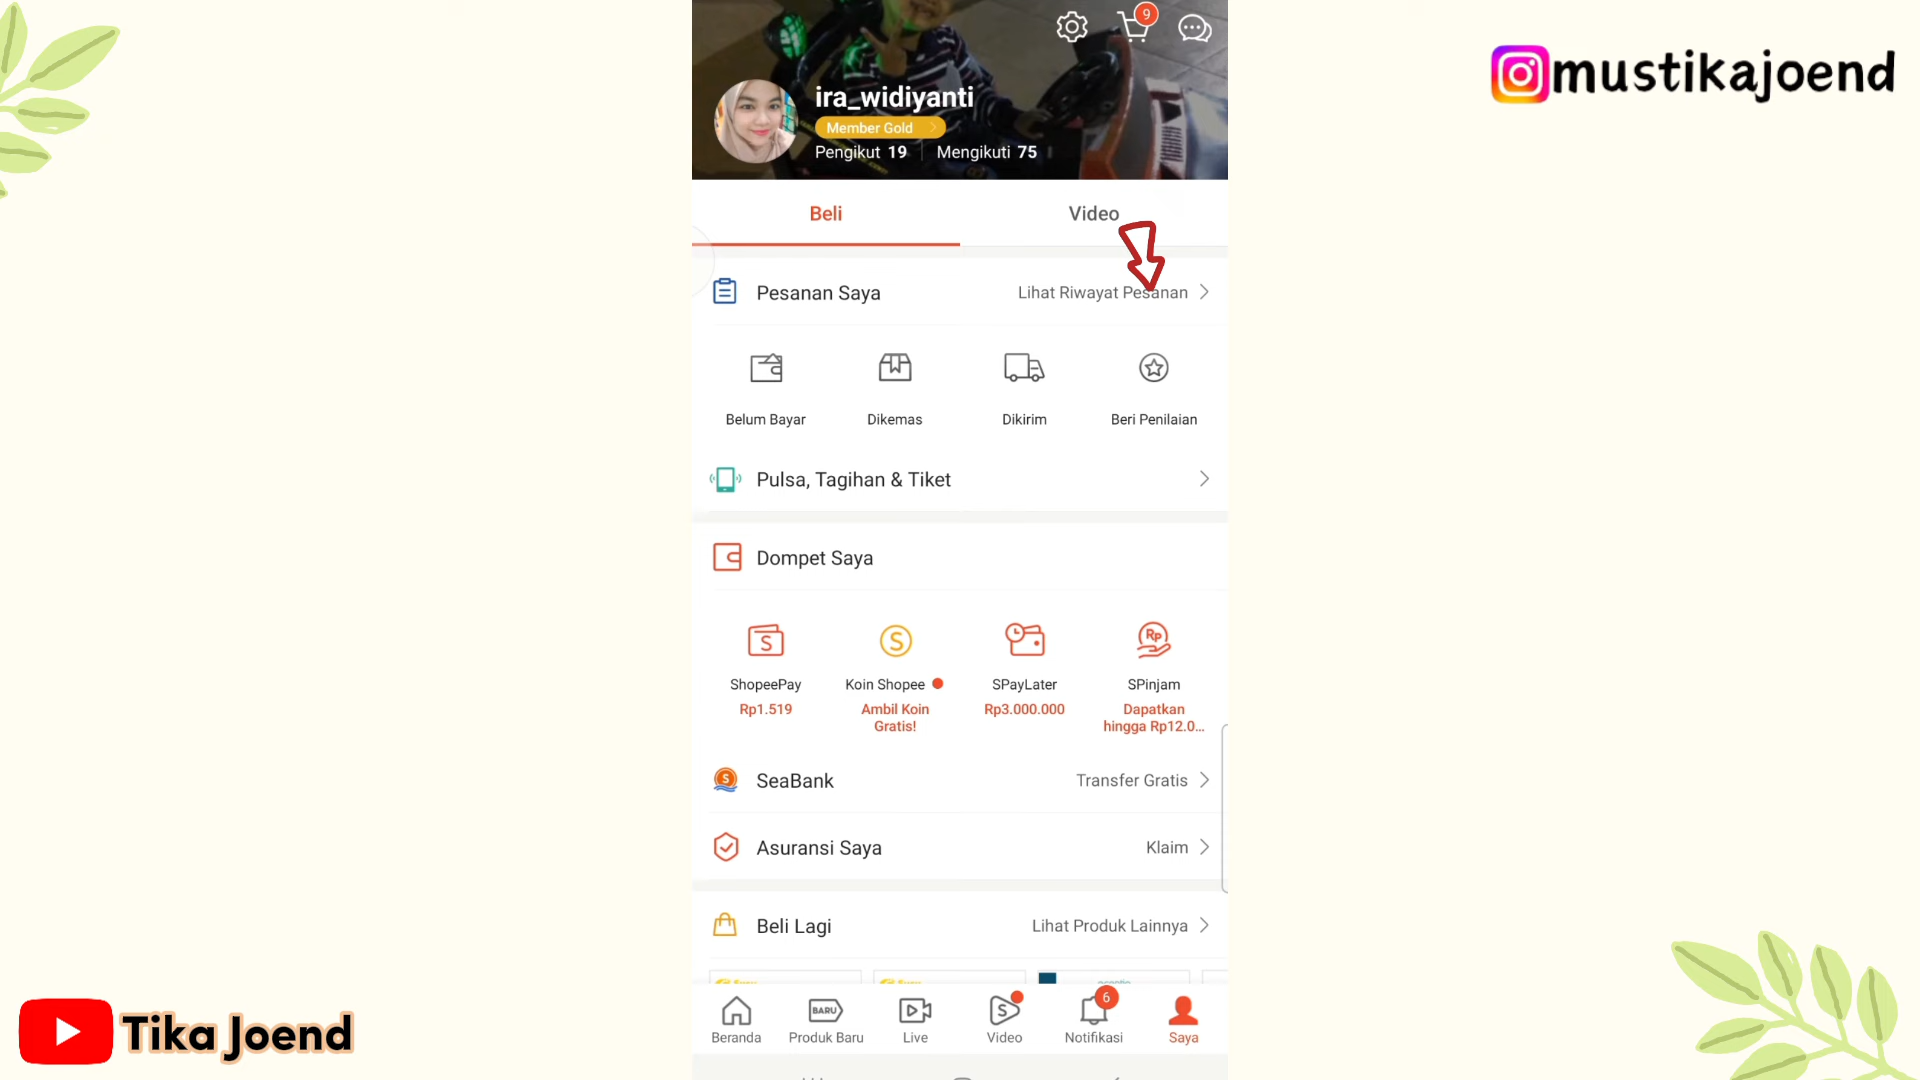 9
mustikajoend
ira_widiyanti
Member Gold
Pengikut 19 Mengikuti 75
Beli Video
Pesanan Saya Lihat Riwayat Pesanan
Belum Bayar Dikemas Dikirim Beri Penilaian
Pulsa, Tagihan & Tiket
Dompet Saya
ShopeePay Koin Shopee SPayLater SPinjam
Rp1.519 Ambil Koin Gratis! Rp3.000.000 Dapatkan hingga Rp12.0...
SeaBank Transfer Gratis
Asuransi Saya Klaim
Beli Lagi Lihat Produk Lainnya
BARU 6
Beranda Produk Baru Live Video Notifikasi Saya
Tika Joend